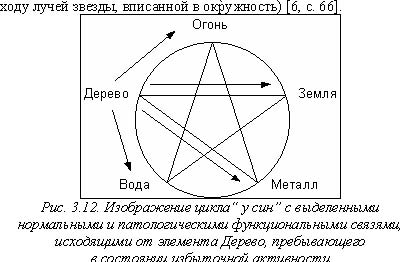 ходу лучей звезды, вписанной в окружность) [6, с. 66].
Огонь
Дерево
Земля
Вода
Металл
Рис. 3.12. Изображение цикла“ у син” с выделенными
нормальными и патологическими функциональными связями,
исходящими от элемента Дерево, пребывающего
в состоянии избыточной активности